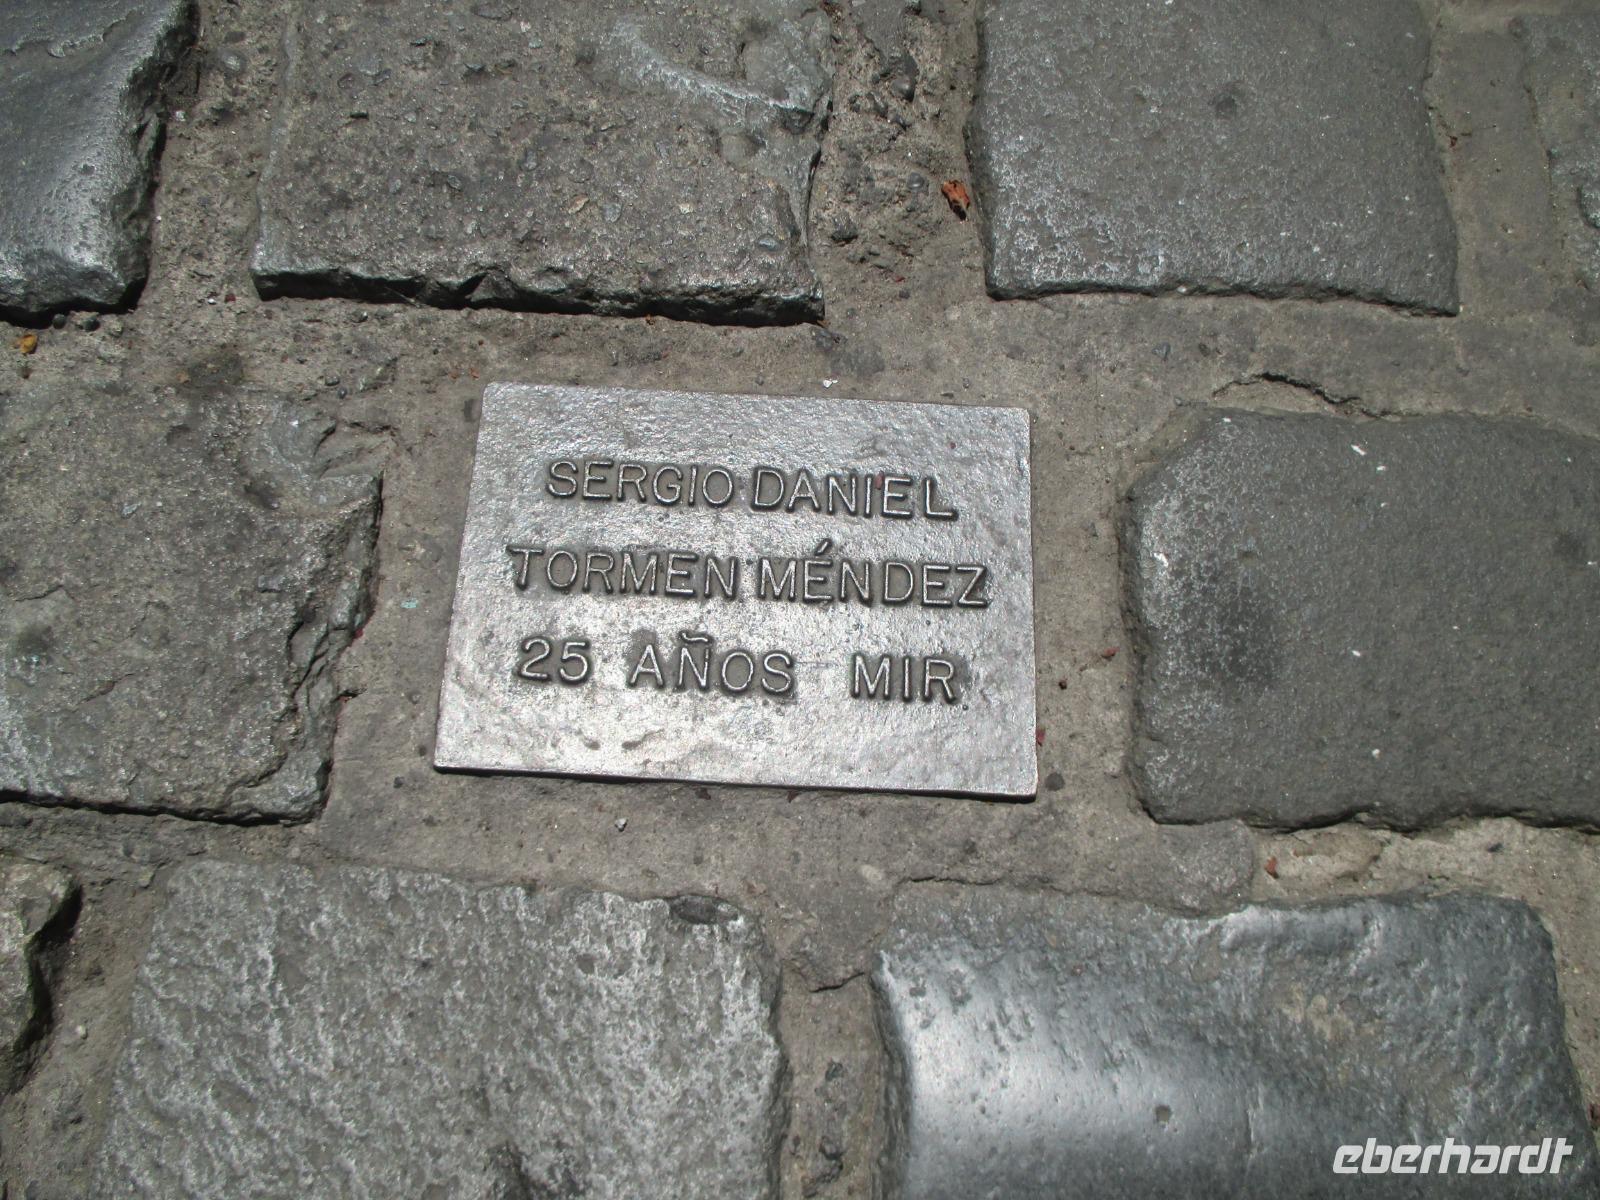 SERGIO DANIEL
TORMEN MÉNDEZ
25 AÑOS MIR
eberhardt